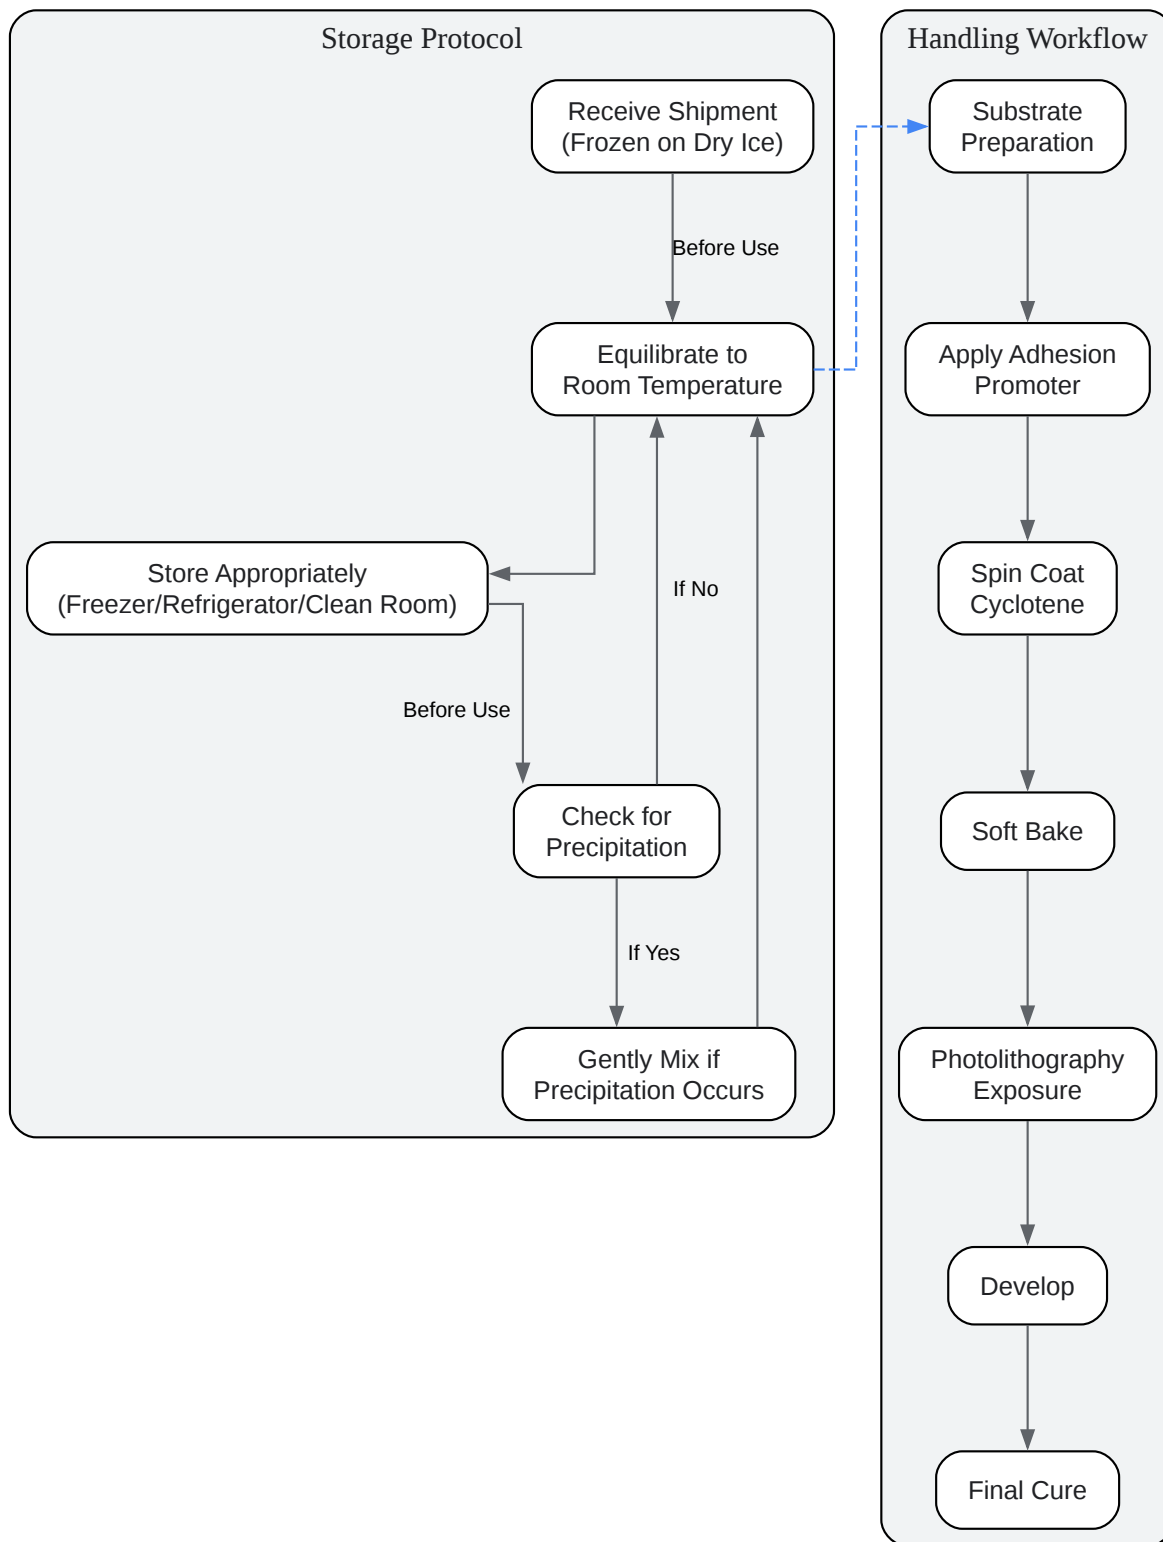 Storage Protocol
Receive Shipment
(Frozen on Dry Ice)
Before Use
Equilibrate to
Room Temperature
Store Appropriately
(Freezer/Refrigerator/Clean Room)
If No
Before Use
Check for
Precipitation
If Yes
Gently Mix if
Precipitation Occurs
Handling Workflow
Substrate
Preparation
Apply Adhesion
Promoter
Spin Coat
Cyclotene
Soft Bake
Photolithography
Exposure
Develop
Final Cure